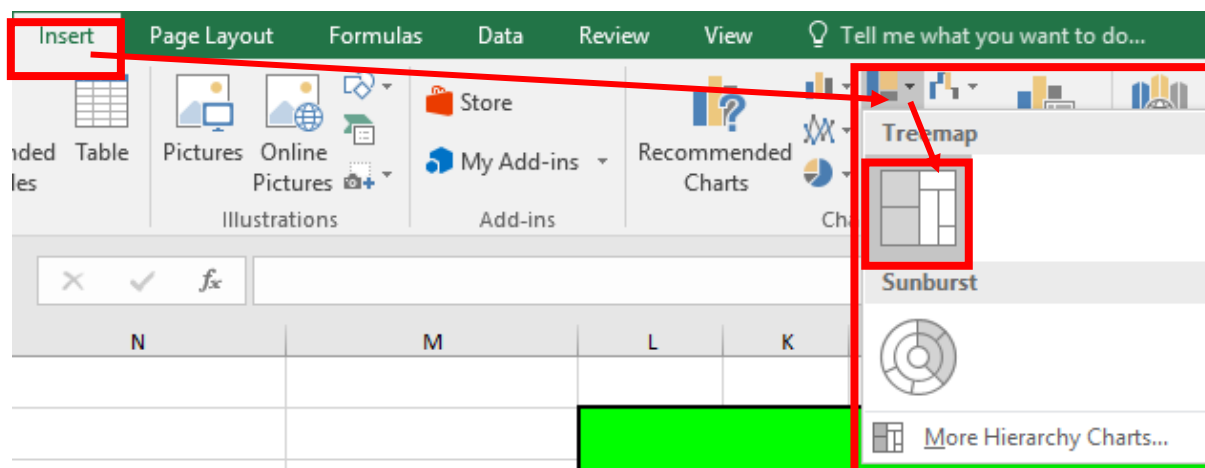 Insert Page Layout Formulas Data Review View Tell me what you want to do...
Store
nded Table Pictures Online Pictures My Add-ins Recommended Charts
les
Illustrations Add-ins Ch
Treemap
Sunburst
More Hierarchy Charts...
fx
N M L K